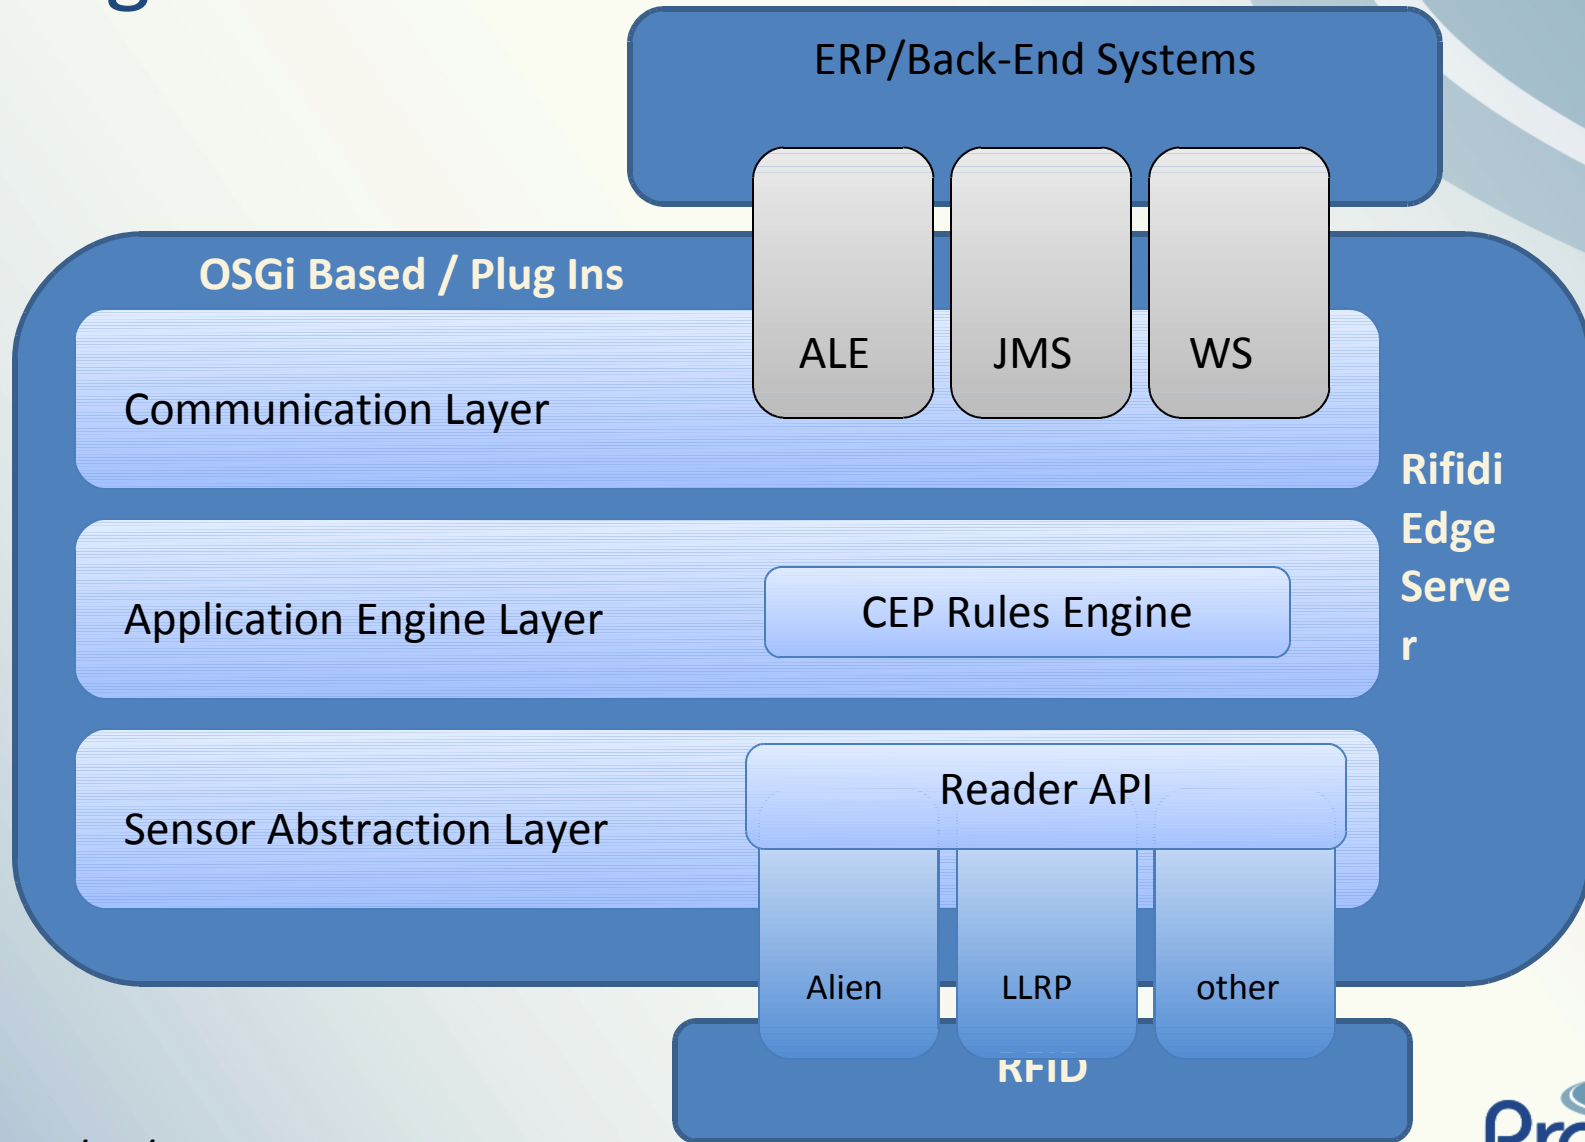 ERP/Back-End Systems
OSGi Based / Plug Ins
ALE
JMS
WS
Communication Layer
Rifidi
Edge
Serve
r
Application Engine Layer
CEP Rules Engine
Reader API
Sensor Abstraction Layer
Alien
LLRP
other
RFID